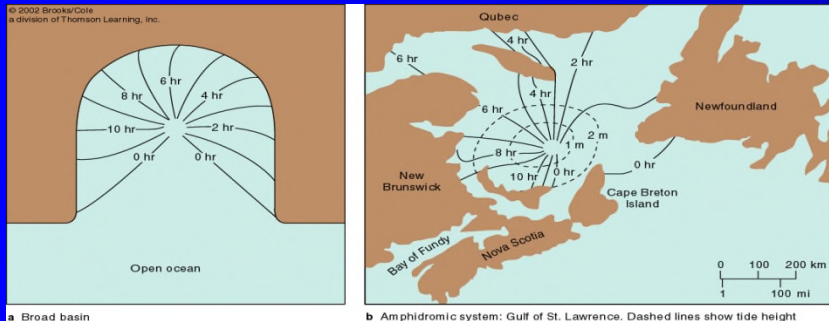 © 2002 Brooks/Cole
a division of Thomson Learning, Inc.
6 hr
8 hr
4 hr
10 hr
2 hr
0 hr
0 hr
Open ocean
a Broad basin
Qubec
4 hr
2 hr
6 hr
4 hr
6 hr
Newfoundland
2 m
1 m
8 hr
0 hr
New
Brunswick
10 hr
0 hr
Cape Breton
Island
Bay of Fundy
Nova Scotia
0 100 200 km
1 100 mi
b Amphidromic system: Gulf of St. Lawrence. Dashed lines show tide height